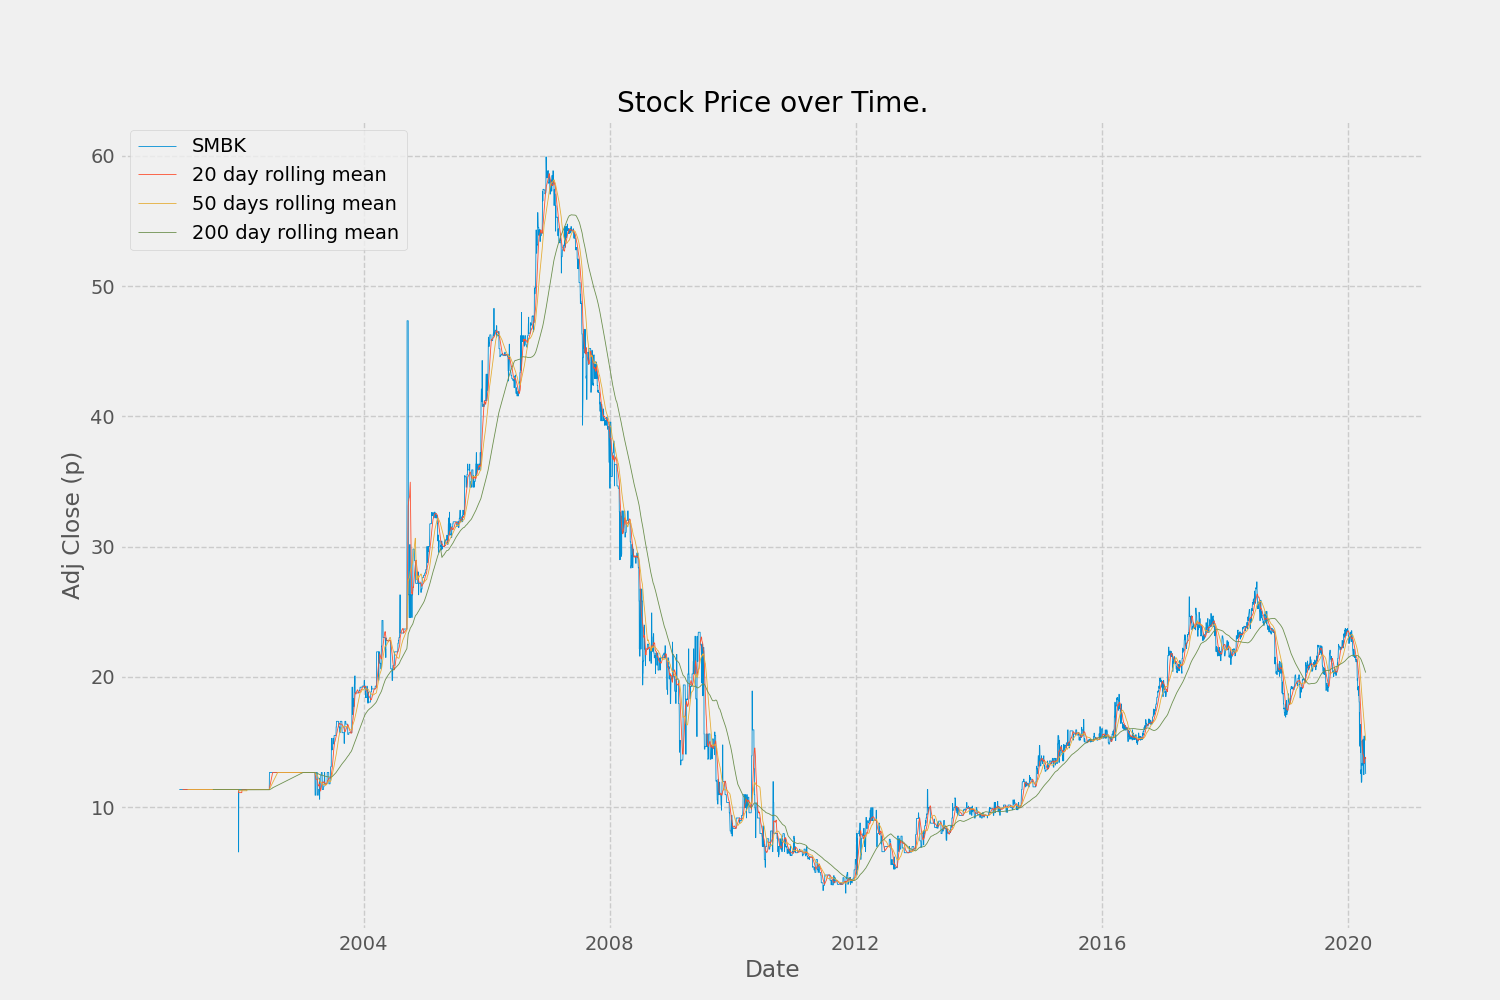 Stock Price over Time.
SMBK
20 day rolling mean
50 days rolling mean
200 day rolling mean
60
50
40
30
20
10
Adj Close (p)
2004 2008 2012 2016 2020
Date